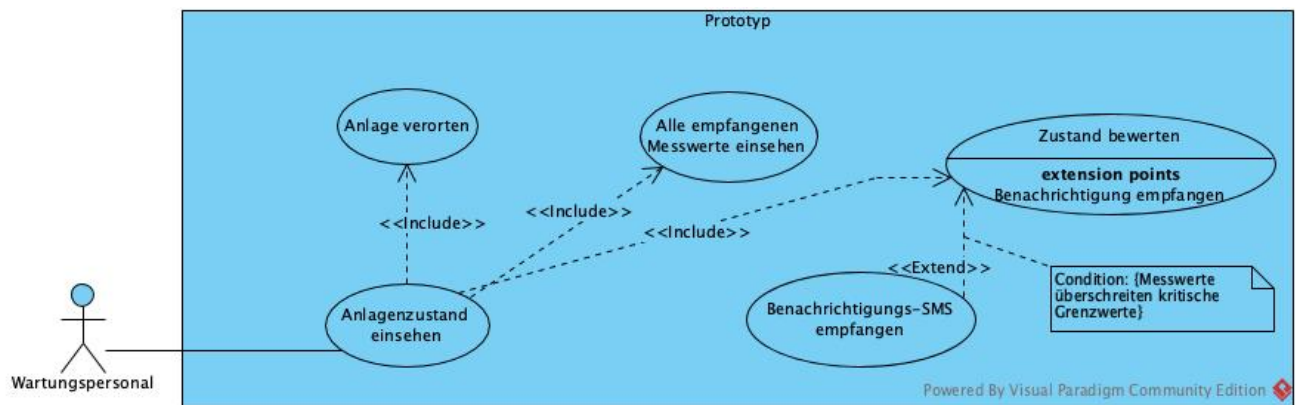 Prototyp
Anlage verorten
Alle empfangenen
Messwerte einsehen
Zustand bewerten
extension points
Benachrichtigung empfangen
<<Include>>
<<Include>>
<<Include>>
<<Extend>>
Condition: {Messwerte
überschreiten kritische
Grenzwerte}
Anlagenzustand
einsehen
Benachrichtigungs-SMS
empfangen
Wartungspersonal
Powered By Visual Paradigm Community Edition